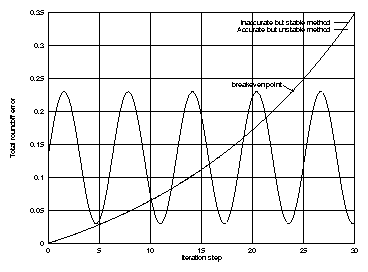 0.35
Inaccurate but stable method
Accurate but unstable method
0.3
0.25
breakeven point
0.2
Total roundoff error
0.15
0.1
0.05
0
0 5 10 15 20 25 30
Iteration step